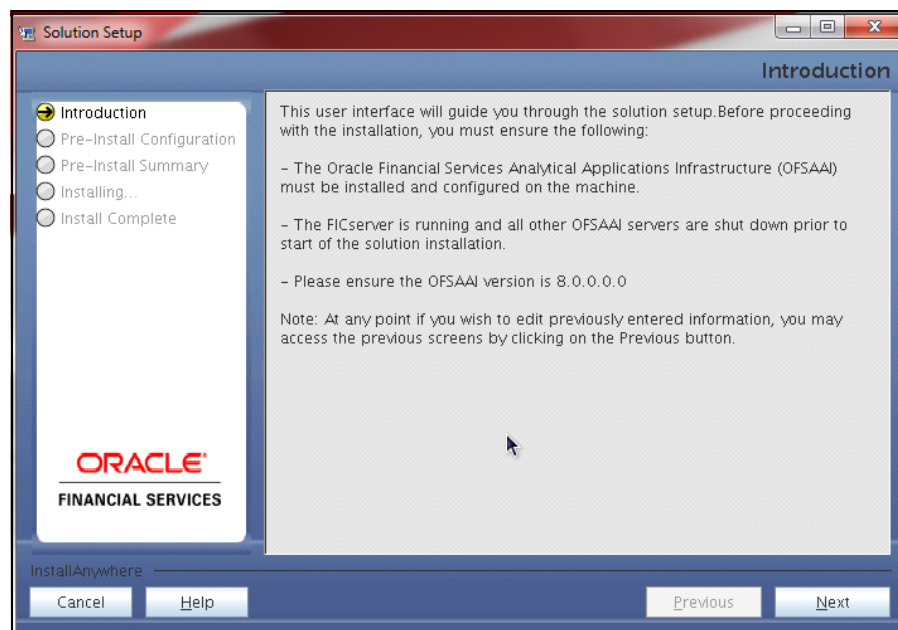 Solution Setup
Introduction
Introduction
Pre-Install Configuration
Pre-Install Summary
Installing...
Install Complete
ORACLE®
FINANCIAL SERVICES
This user interface will guide you through the solution setup.Before proceeding
with the installation, you must ensure the following:
- The Oracle Financial Services Analytical Applications Infrastructure (OFSAAI)
must be installed and configured on the machine.
- The FICserver is running and all other OFSAAI servers are shut down prior to
start of the solution installation.
- Please ensure the OFSAAI version is 8.0.0.0.0
Note: At any point if you wish to edit previously entered information, you may
access the previous screens by clicking on the Previous button.
InstallAnywhere
Cancel
Help
Previous
Next